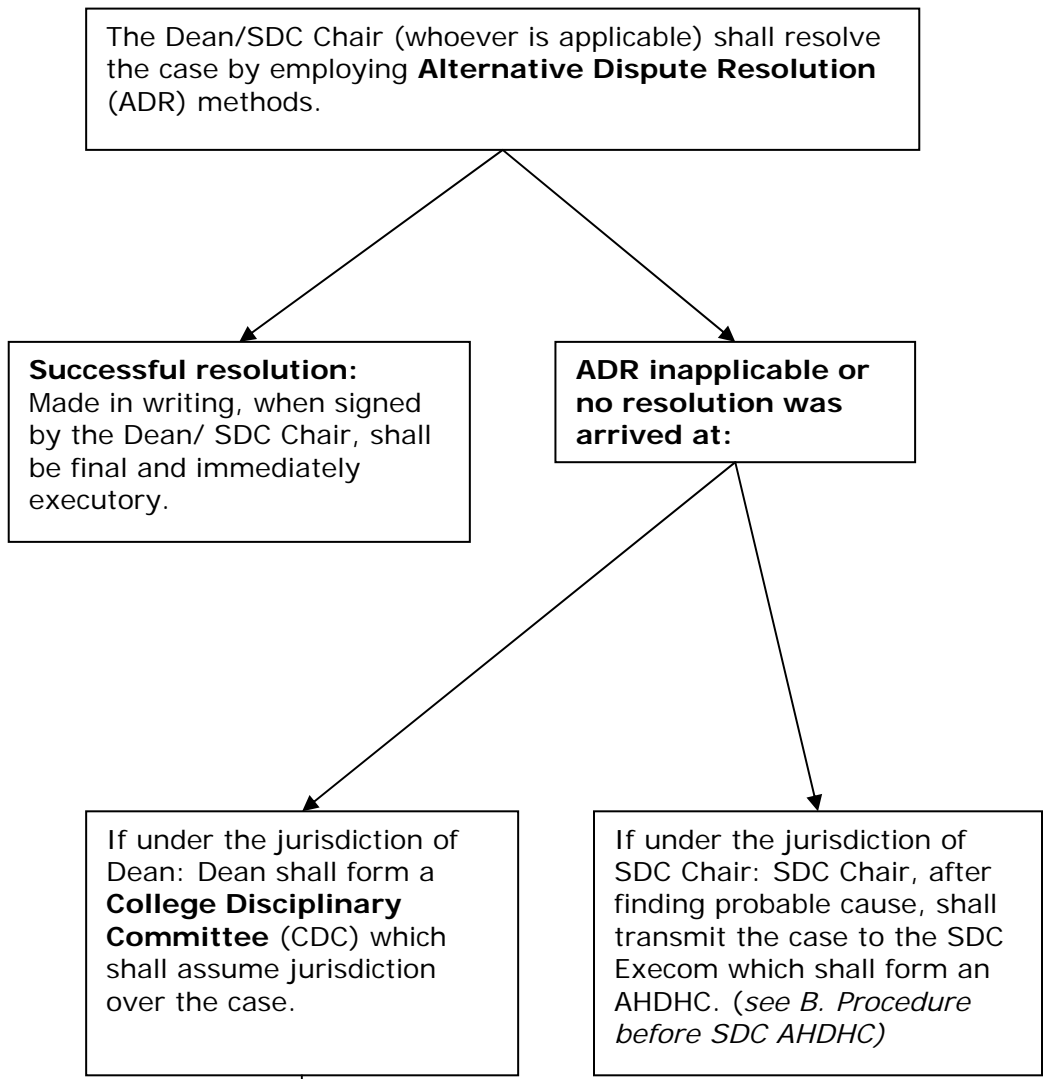 The Dean/SDC Chair (whoever is applicable) shall resolve
the case by employing Alternative Dispute Resolution
(ADR) methods.
Successful resolution:
Made in writing, when signed
by the Dean/ SDC Chair, shall
be final and immediately
executory.
ADR inapplicable or
no resolution was
arrived at:
If under the jurisdiction of
Dean: Dean shall form a
College Disciplinary
Committee (CDC) which
shall assume jurisdiction
over the case.
If under the jurisdiction of
SDC Chair: SDC Chair, after
finding probable cause, shall
transmit the case to the SDC
Execom which shall form an
AHDHC. (see B. Procedure
before SDC AHDHC)